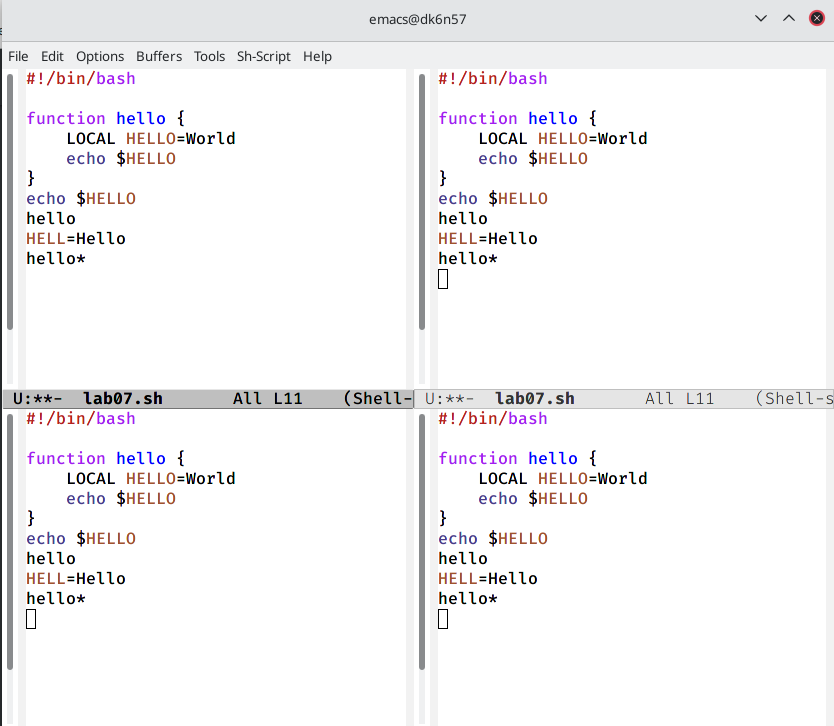 emacs@dk6n57
File Edit Options Buffers Tools Sh-Script Help
#!/bin/bash
function hello {
    LOCAL HELLO=World
    echo $HELLO
}
echo $HELLO
hello
HELL=Hello
hello*
U:**-  lab07.sh       All L11    (Shell-
#!/bin/bash
function hello {
    LOCAL HELLO=World
    echo $HELLO
}
echo $HELLO
hello
HELL=Hello
hello*
U:**-  lab07.sh       All L11    (Shell-s
#!/bin/bash
function hello {
    LOCAL HELLO=World
    echo $HELLO
}
echo $HELLO
hello
HELL=Hello
hello*
#!/bin/bash
function hello {
    LOCAL HELLO=World
    echo $HELLO
}
echo $HELLO
hello
HELL=Hello
hello*